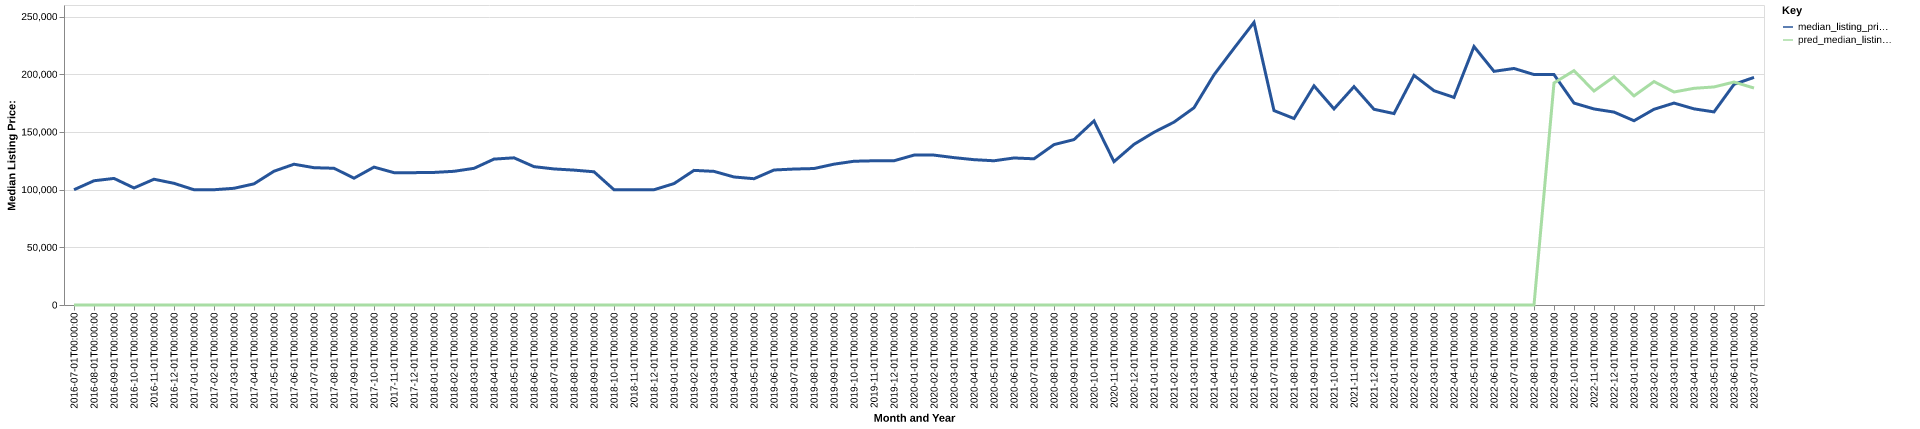 Median Listing Price:
250,000
200,000
150,000
100,000
50,000
0
2016-07-01T00:00:00
2016-08-01T00:00:00
2016-09-01T00:00:00
2016-10-01T00:00:00
2016-11-01T00:00:00
2016-12-01T00:00:00
2017-01-01T00:00:00
2017-02-01T00:00:00
2017-03-01T00:00:00
2017-04-01T00:00:00
2017-05-01T00:00:00
2017-06-01T00:00:00
2017-07-01T00:00:00
2017-08-01T00:00:00
2017-09-01T00:00:00
2017-10-01T00:00:00
2017-11-01T00:00:00
2017-12-01T00:00:00
2018-01-01T00:00:00
2018-02-01T00:00:00
2018-03-01T00:00:00
2018-04-01T00:00:00
2018-05-01T00:00:00
2018-06-01T00:00:00
2018-07-01T00:00:00
2018-08-01T00:00:00
2018-09-01T00:00:00
2018-10-01T00:00:00
2018-11-01T00:00:00
2018-12-01T00:00:00
2019-01-01T00:00:00
2019-02-01T00:00:00
2019-03-01T00:00:00
2019-04-01T00:00:00
2019-05-01T00:00:00
2019-06-01T00:00:00
2019-07-01T00:00:00
2019-08-01T00:00:00
2019-09-01T00:00:00
2019-10-01T00:00:00
2019-11-01T00:00:00
2019-12-01T00:00:00
2020-01-01T00:00:00
2020-02-01T00:00:00
2020-03-01T00:00:00
2020-04-01T00:00:00
2020-05-01T00:00:00
2020-06-01T00:00:00
2020-07-01T00:00:00
2020-08-01T00:00:00
2020-09-01T00:00:00
2020-10-01T00:00:00
2020-11-01T00:00:00
2020-12-01T00:00:00
2021-01-01T00:00:00
2021-02-01T00:00:00
2021-03-01T00:00:00
2021-04-01T00:00:00
2021-05-01T00:00:00
2021-06-01T00:00:00
2021-07-01T00:00:00
2021-08-01T00:00:00
2021-09-01T00:00:00
2021-10-01T00:00:00
2021-11-01T00:00:00
2021-12-01T00:00:00
2022-01-01T00:00:00
2022-02-01T00:00:00
2022-03-01T00:00:00
2022-04-01T00:00:00
2022-05-01T00:00:00
2022-06-01T00:00:00
2022-07-01T00:00:00
2022-08-01T00:00:00
2022-09-01T00:00:00
2022-10-01T00:00:00
2022-11-01T00:00:00
2022-12-01T00:00:00
2023-01-01T00:00:00
2023-02-01T00:00:00
2023-03-01T00:00:00
2023-04-01T00:00:00
2023-05-01T00:00:00
2023-06-01T00:00:00
2023-07-01T00:00:00
Month and Year
Key
median_listing_pri…
pred_median_listin…